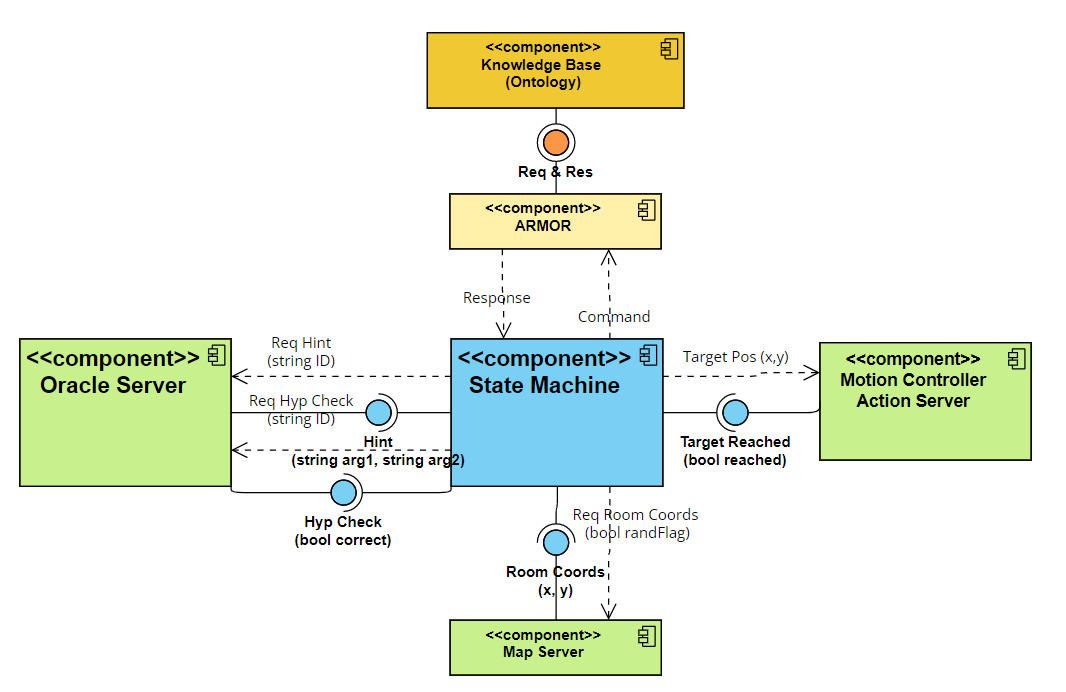 <<component>>
Knowledge Base
(Ontology)
Req & Res
<<component>>
ARMOR
Response
Command
<<component>>
Oracle Server
Req Hint
(string ID)
Req Hyp Check
(string ID)
Hint
(string arg1, string arg2)
Hyp Check
(bool correct)
<<component>>
State Machine
Target Pos (x,y)
Target Reached
(bool reached)
<<component>>
Motion Controller
Action Server
Req Room Coords
(bool randFlag)
Room Coords
(x, y)
<<component>>
Map Server